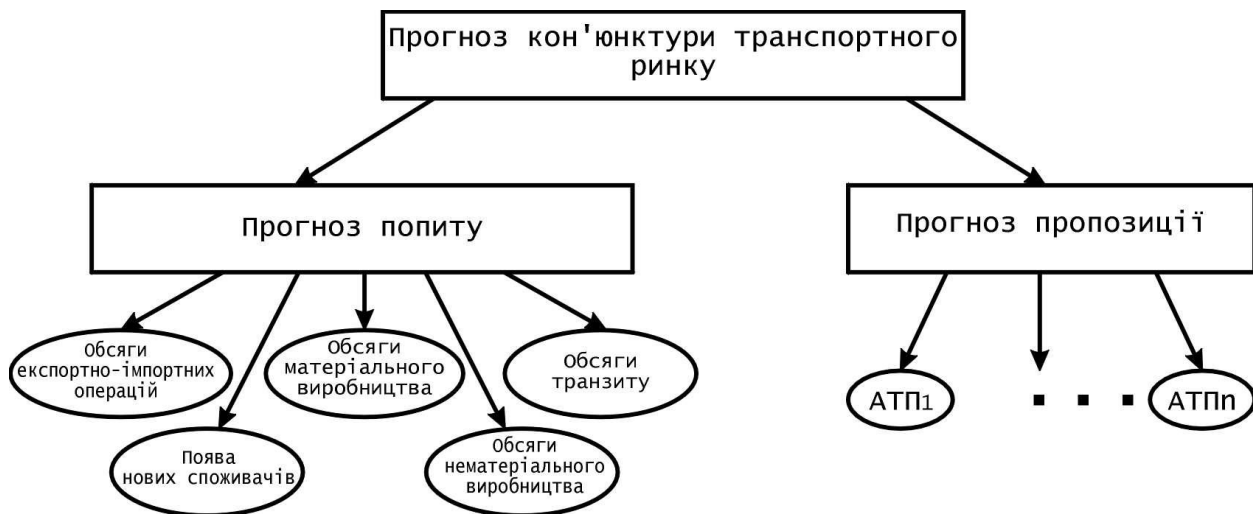 Прогноз кон'юнктури транспортного
ринку
Прогноз попиту
Прогноз пропозиції
Обсяги
експортно-імпортних
операцій
Обсяги
матеріального
виробництва
Обсяги
транзиту
АТП1
. . .
АТПn
Поява
нових споживачів
Обсяги
нематеріального
виробництва